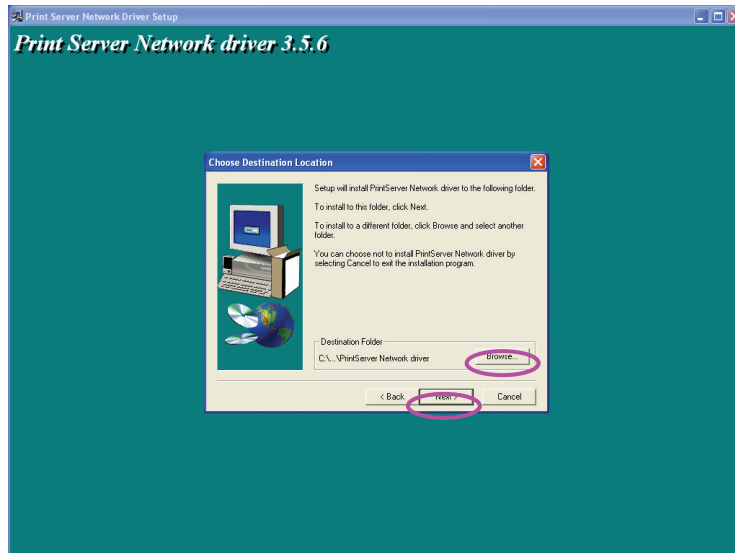 Print Server Network Driver Setup
Print Server Network driver 3.5.6
Choose Destination Location
Setup will install PrintServer Network driver to the following folder.
To install to this folder, click Next.
To install to a different folder, click Browse and select another
folder.
You can choose not to install PrintServer Network driver by
selecting Cancel to exit the installation program.
Destination Folder
C:\...\PrintServer Network driver
Browse...
< Back
Next >
Cancel